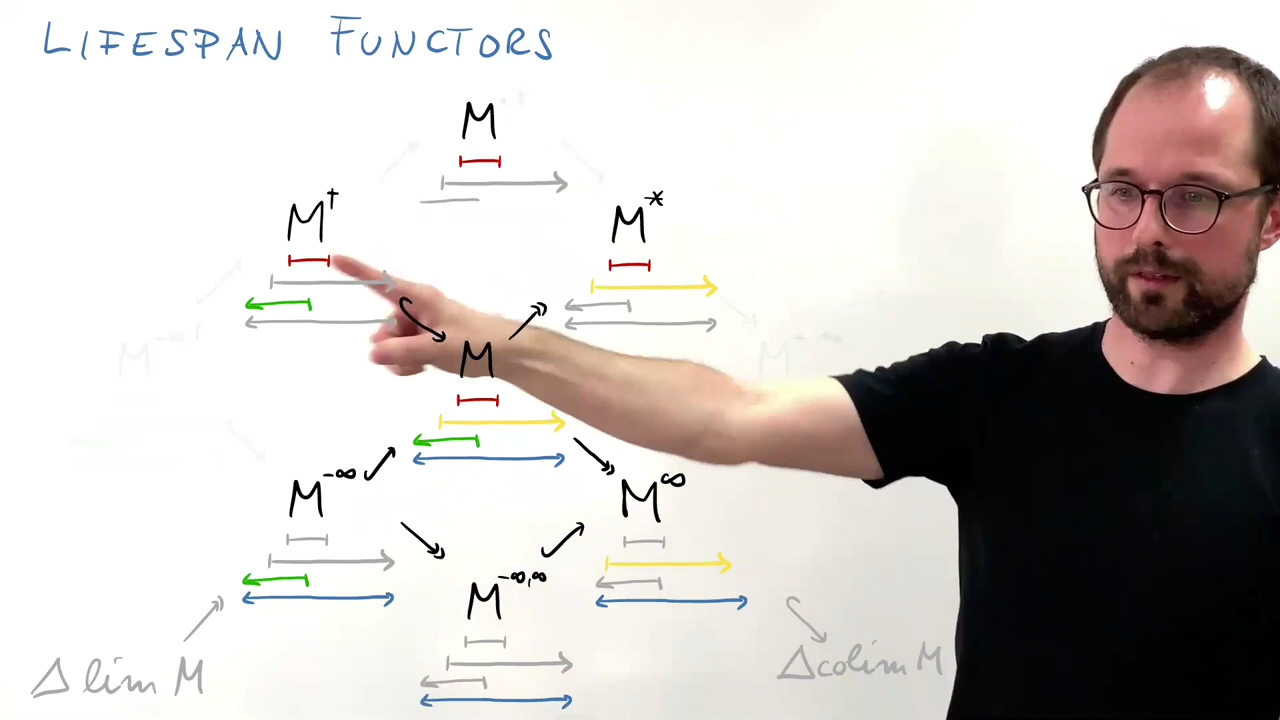 LIFESPAN FUNCTORS
M
M† M*
M
M⁻∞ M∞
M⁻∞,∞
Δ lim M Δ colim M